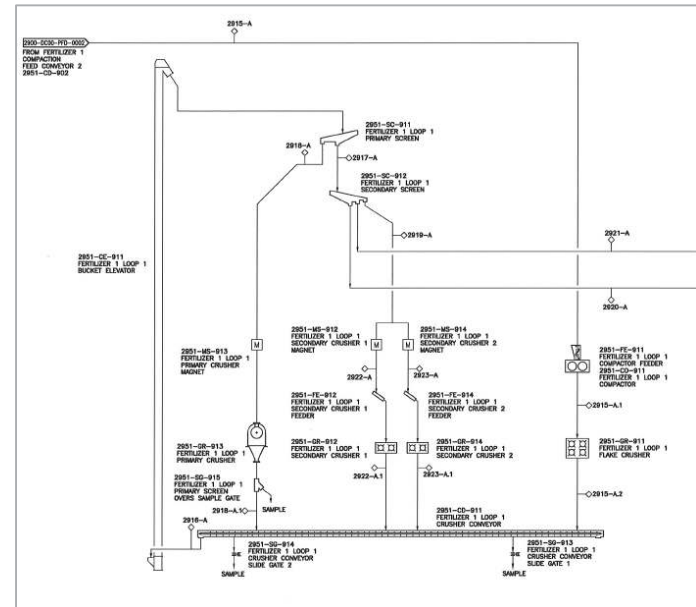 2915-A
2900-DC00-PFD-0002
FROM FERTILIZER 1
COMPACTION
FEED CONVEYOR 2
2951-CD-902
2951-SC-911
FERTILIZER 1 LOOP 1
PRIMARY SCREEN
2918-A
2917-A
2951-SC-912
FERTILIZER 1 LOOP 1
SECONDARY SCREEN
2919-A
2921-A
2951-CE-911
FERTILIZER 1 LOOP 1
BUCKET ELEVATOR
2920-A
2951-MS-913
FERTILIZER 1 LOOP 1
PRIMARY CRUSHER
MAGNET
M
2951-MS-912
FERTILIZER 1 LOOP 1
SECONDARY CRUSHER 1
MAGNET
M
M
2951-MS-914
FERTILIZER 1 LOOP 1
SECONDARY CRUSHER 2
MAGNET
2951-FE-911
FERTILIZER 1 LOOP 1
COMPACTOR FEEDER
2951-CO-911
FERTILIZER 1 LOOP 1
COMPACTOR
2922-A
2923-A
2951-FE-912
FERTILIZER 1 LOOP 1
SECONDARY CRUSHER 1
FEEDER
2951-FE-914
FERTILIZER 1 LOOP 1
SECONDARY CRUSHER 2
FEEDER
2915-A.1
2951-GR-913
FERTILIZER 1 LOOP 1
PRIMARY CRUSHER
2951-GR-912
FERTILIZER 1 LOOP 1
SECONDARY CRUSHER 1
2951-GR-914
FERTILIZER 1 LOOP 1
SECONDARY CRUSHER 2
2951-GR-911
FERTILIZER 1 LOOP 1
FLAKE CRUSHER
2951-SG-915
FERTILIZER 1 LOOP 1
PRIMARY SCREEN
OVERS SAMPLE GATE
SAMPLE
2922-A.1
2923-A.1
2915-A.2
2918-A.1
2916-A
2951-CD-911
FERTILIZER 1 LOOP 1
CRUSHER CONVEYOR
2951-SG-914
FERTILIZER 1 LOOP 1
CRUSHER CONVEYOR
SLIDE GATE 2
SAMPLE
2951-SG-913
FERTILIZER 1 LOOP 1
CRUSHER CONVEYOR
SLIDE GATE 1
SAMPLE